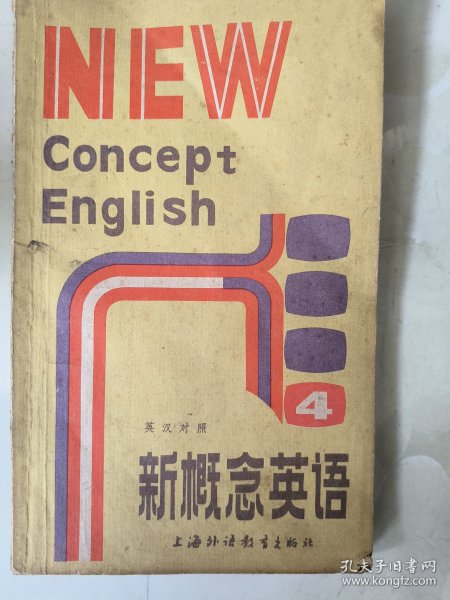 NEW
Concept
English
4
英汉对照
新概念英语
上海外语教育出版社
孔夫子旧书网
www.kongfz.com